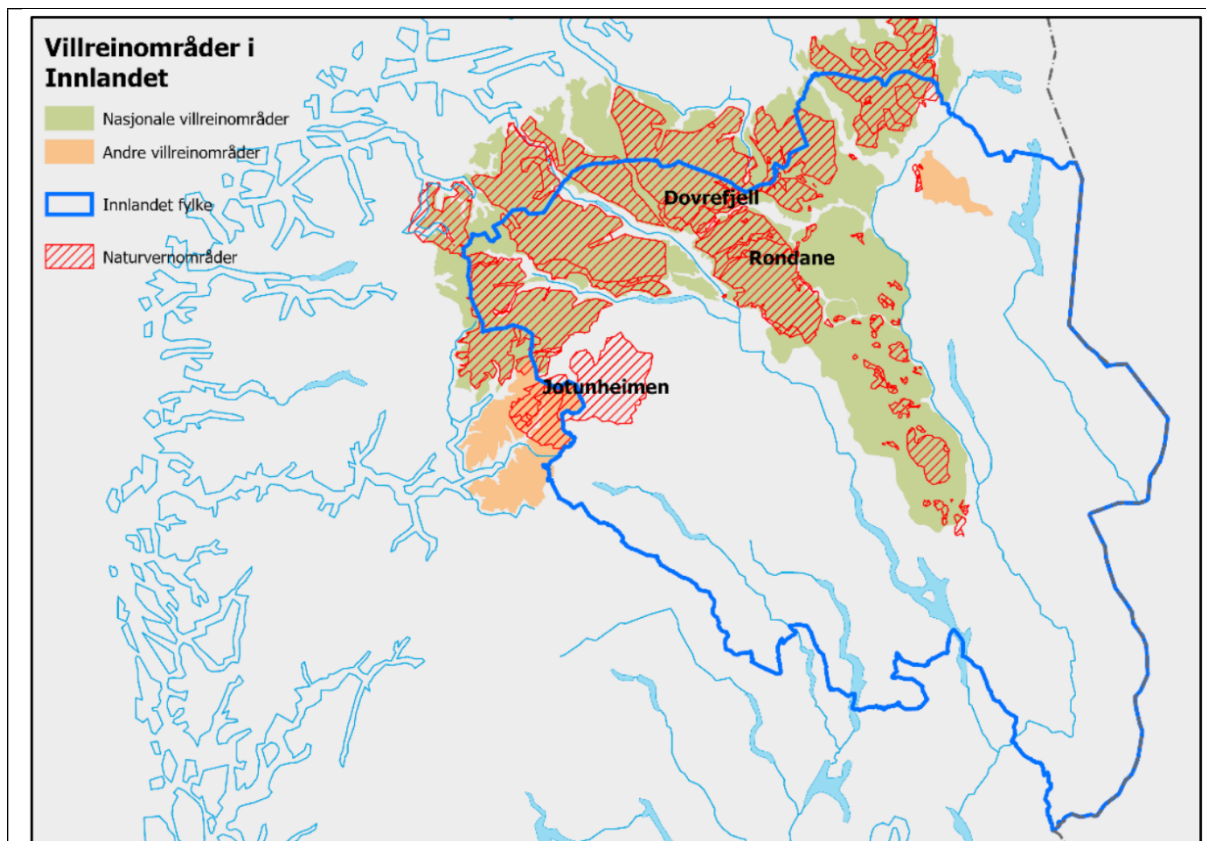 Villreinområder i
Innlandet
Nasjonale villreinområder
Andre villreinområder
Innlandet fylke
Naturvernområder
Dovrefjell
Rondane
Jotunheimen